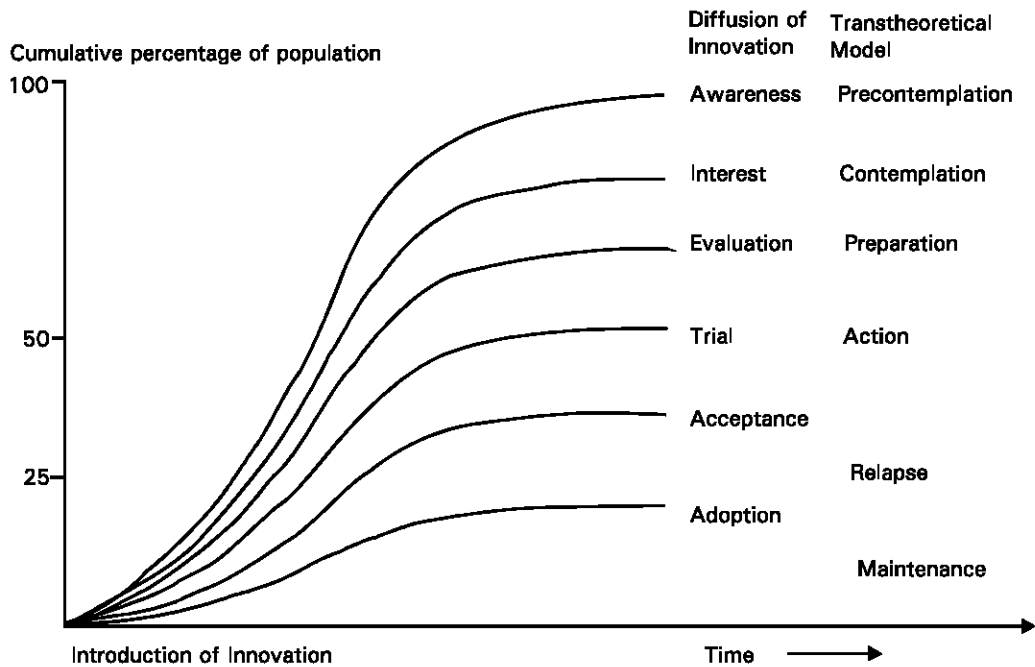 Diffusion of Transtheoretical
Innovation Model
Cumulative percentage of population
100
Awareness Precontemplation
Interest Contemplation
Evaluation Preparation
50
Trial Action
Acceptance
25
Relapse
Adoption
Maintenance
Introduction of Innovation
Time